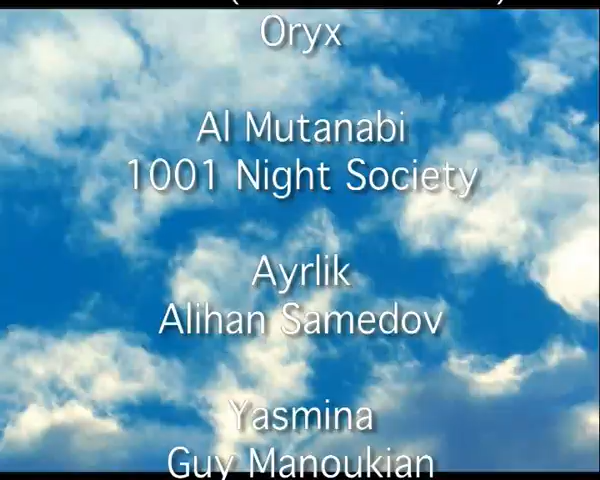 Oryx
Al Mutanabi
1001 Night Society
Ayrlik
Alihan Samedov
Yasmina
Guy Manoukian